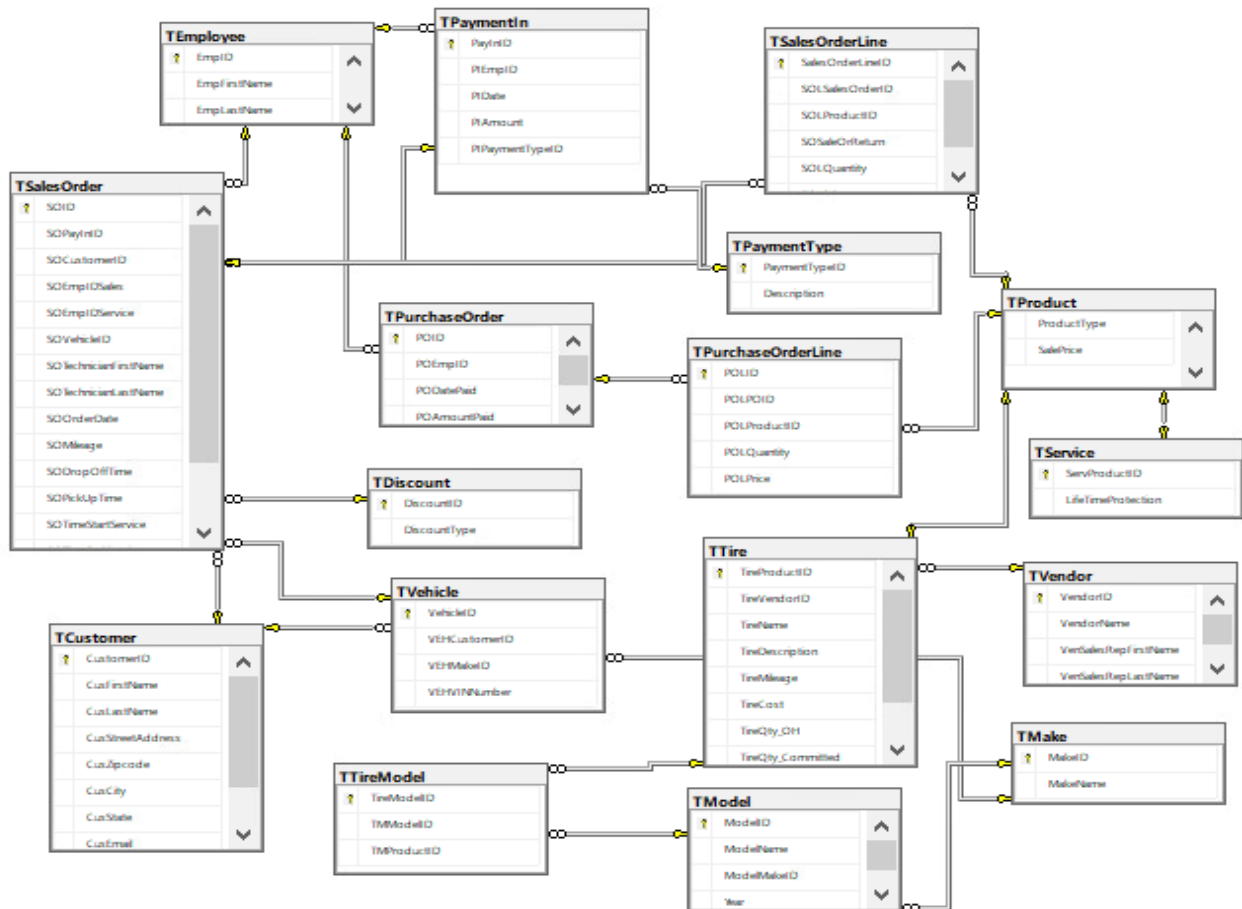 TEmployee
EmpID
EmpFirstName
EmpLastName
TPaymentIn
PayInID
PIEmpID
PIDate
PIAmount
PIPaymentTypeID
TSalesOrderLine
SalesOrderLineID
SOLSalesOrderID
SOLProductID
SOSaleOrReturn
SOLQuantity
TSalesOrder
SOID
SOPayInID
SOCustomerID
SOEmpIDSales
SOEmpIDService
SOVehicleID
SOTechnicianFirstName
SOTechnicianLastName
SOOrderDate
SOMileage
SODropOffTime
SOPickUpTime
SOTimeStartService
TPaymentType
PaymentTypeID
Description
TProduct
ProductType
SalePrice
TPurchaseOrder
POID
POEmpID
PODatePaid
POAmountPaid
TPurchaseOrderLine
POLID
POLPOID
POLProductID
POLQuantity
POLPrice
TService
ServProductID
LifeTimeProtection
TDiscount
DiscountID
DiscountType
TTire
TireProductID
TireVendorID
TireName
TireDescription
TireMileage
TireCost
TireQty_OH
TireQty_Committed
TVendor
VendorID
VendorName
VenSalesRepFirstName
VenSalesRepLastName
TVehicle
VehicleID
VEHCustomerID
VEHMakeID
VEHVINNumber
TCustomer
CustomerID
CusFirstName
CusLastName
CusStreetAddress
CusZipcode
CusCity
CusState
CusEmail
TMake
MakeID
MakeName
TTireModel
TireModelID
TMModelID
TMProductID
TModel
ModelID
ModelName
ModelMakeID
Year